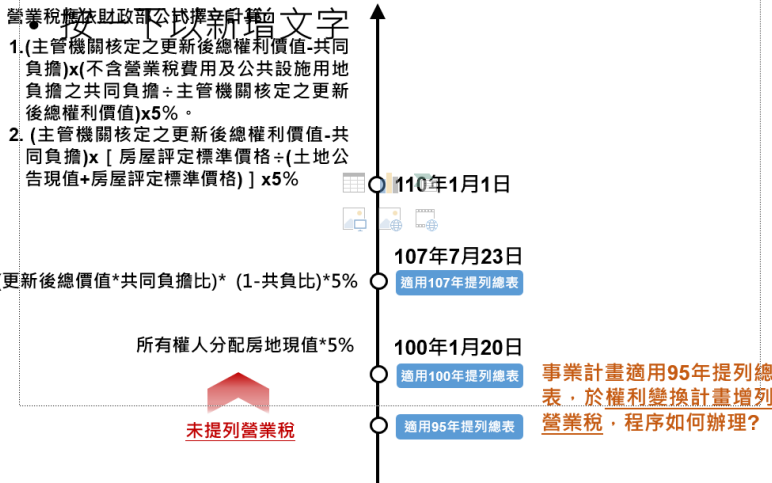 營業稅應依財政部公式擇一計算:
• 按一下以新增文字
1.(主管機關核定之更新後總權利價值-共同
負擔)x(不含營業稅費用及公共設施用地
負擔之共同負擔÷主管機關核定之更新
後總權利價值)x5%。
2. (主管機關核定之更新後總權利價值-共
同負擔)x［房屋評定標準價格÷(土地公
告現值+房屋評定標準價格)］x5%
110年1月1日
107年7月23日
(更新後總價值*共同負擔比)* (1-共負比)*5%
適用107年提列總表
所有權人分配房地現值*5%
100年1月20日
適用100年提列總表
事業計畫適用95年提列總
表，於權利變換計畫增列
營業稅，程序如何辦理?
未提列營業稅
適用95年提列總表